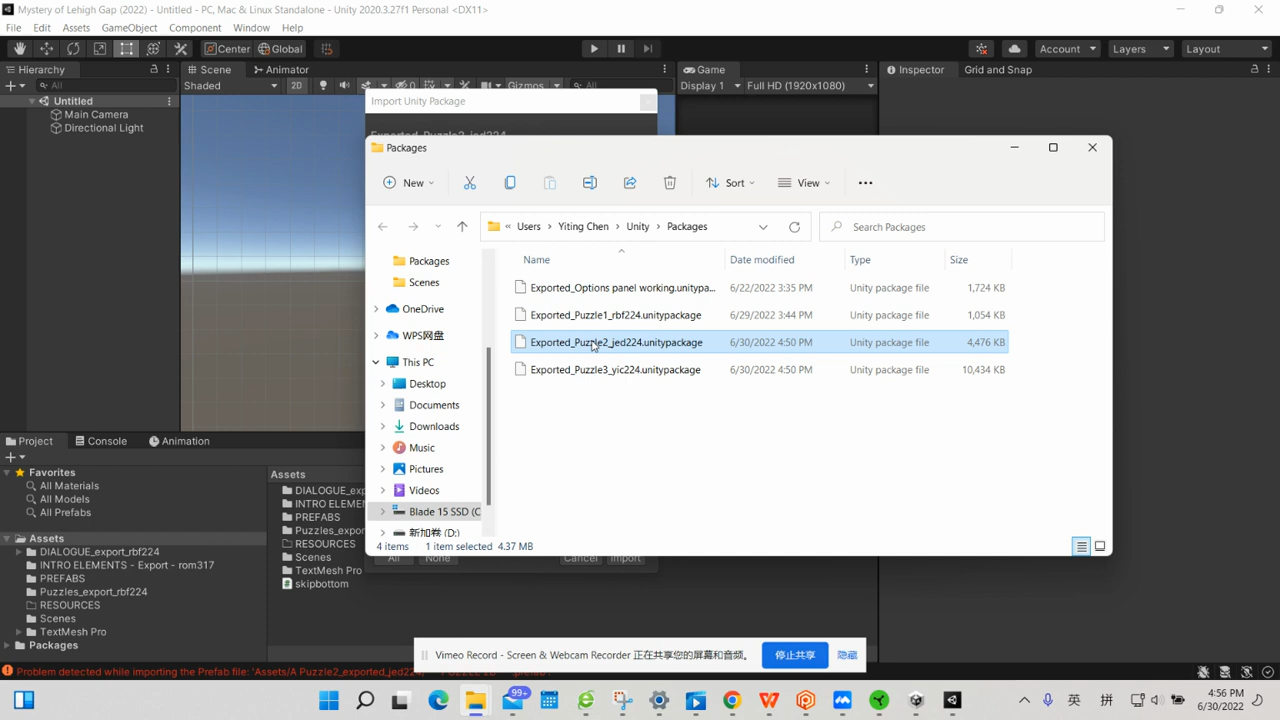 Mystery of Lehigh Gap (2022) - Untitled - PC, Mac & Linux Standalone - Unity 2020.3.27f1 Personal <DX11>
File Edit Assets GameObject Component Window Help
Center Global Account Layers Layout
Hierarchy Scene Animator Game Inspector Grid and Snap
All Shaded 2D 0 Gizmos All Display 1 Full HD (1920x1080)
Untitled
Main Camera
Directional Light
Import Unity Package
Exported_Puzzle2_jed224
Packages
New Sort View
« Users > Yiting Chen > Unity > Packages
Search Packages
Name Date modified Type Size
Exported_Options panel working.unitypa... 6/22/2022 3:35 PM Unity package file 1,724 KB
Exported_Puzzle1_rbf224.unitypackage 6/29/2022 3:44 PM Unity package file 1,054 KB
Exported_Puzzle2_jed224.unitypackage 6/30/2022 4:50 PM Unity package file 4,476 KB
Exported_Puzzle3_yic224.unitypackage 6/30/2022 4:50 PM Unity package file 10,434 KB
Packages
Scenes
OneDrive
WPS网盘
This PC
Desktop
Documents
Downloads
Music
Pictures
Videos
Blade 15 SSD (C
新加卷 (D:)
4 items 1 item selected 4.37 MB
All None Cancel Import
Project Console Animation
Favorites
All Materials
All Models
All Prefabs
Assets
DIALOGUE_export_rbf224
INTRO ELEMENTS - Export - rom317
PREFABS
Puzzles_export_rbf224
RESOURCES
Scenes
TextMesh Pro
Packages
Assets
DIALOGUE_exp
INTRO ELEME
PREFABS
Puzzles_expor
RESOURCES
Scenes
TextMesh Pro
skipbottom
Vimeo Record - Screen & Webcam Recorder 正在共享您的屏幕和音频。 停止共享 隐藏
Problem detected while importing the Prefab file: 'Assets/A Puzzle2_exported_jed224/
99+
英 拼
4:56 PM
6/30/2022